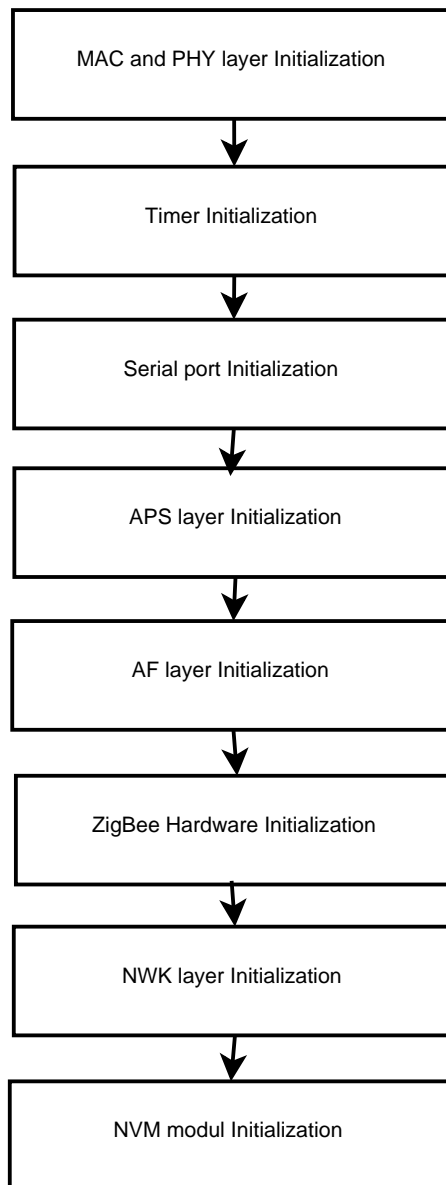 MAC and PHY layer Initialization
Timer Initialization
Serial port Initialization
APS layer Initialization
AF layer Initialization
ZigBee Hardware Initialization
NWK layer Initialization
NVM modul Initialization